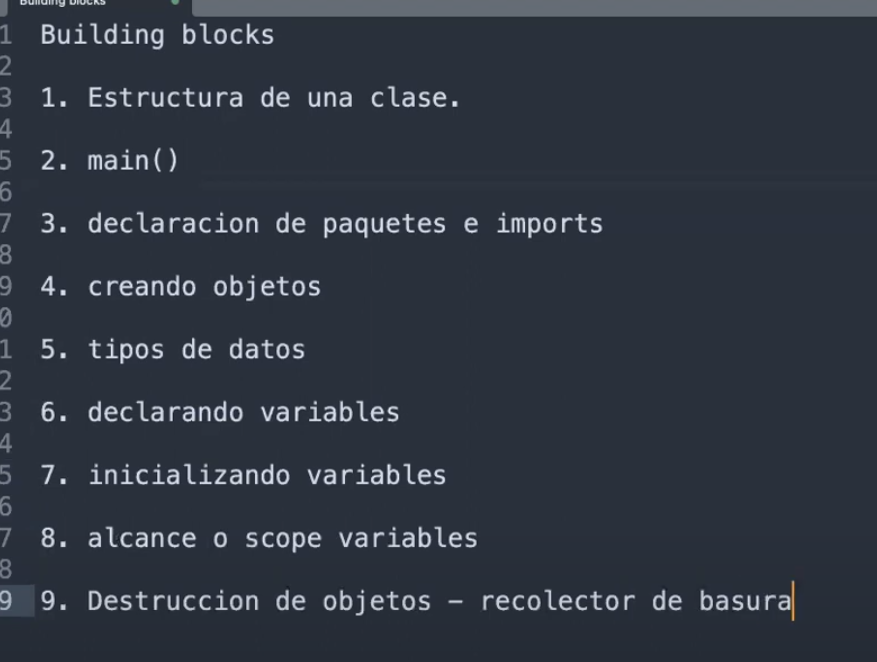 Building blocks
1 Building blocks
2
3 1. Estructura de una clase.
4
5 2. main()
6
7 3. declaracion de paquetes e imports
8
9 4. creando objetos
0
1 5. tipos de datos
2
3 6. declarando variables
4
5 7. inicializando variables
6
7 8. alcance o scope variables
8
9 9. Destruccion de objetos – recolector de basura